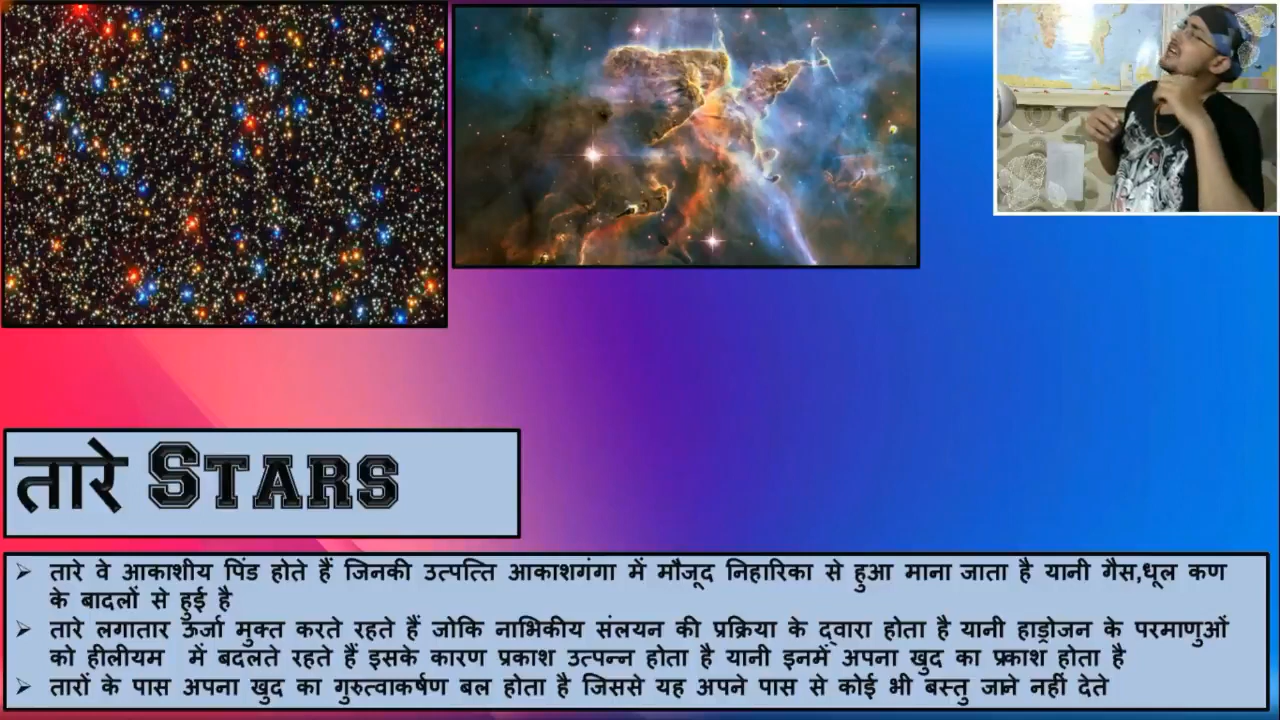 तारे Stars
➢ तारे वे आकाशीय पिंड होते हैं जिनकी उत्पत्ति आकाशगंगा में मौजूद निहारिका से हुआ माना जाता है यानी गैस,धूल कण
के बादलों से हुई है
➢ तारे लगातार ऊर्जा मुक्त करते रहते हैं जोकि नाभिकीय संलयन की प्रक्रिया के द्वारा होता है यानी हाड्रोजन के परमाणुओं
को हीलीयम में बदलते रहते हैं इसके कारण प्रकाश उत्पन्न होता है यानी इनमें अपना खुद का प्रकाश होता है
➢ तारों के पास अपना खुद का गुरुत्वाकर्षण बल होता है जिससे यह अपने पास से कोई भी बस्तु जाने नहीं देते